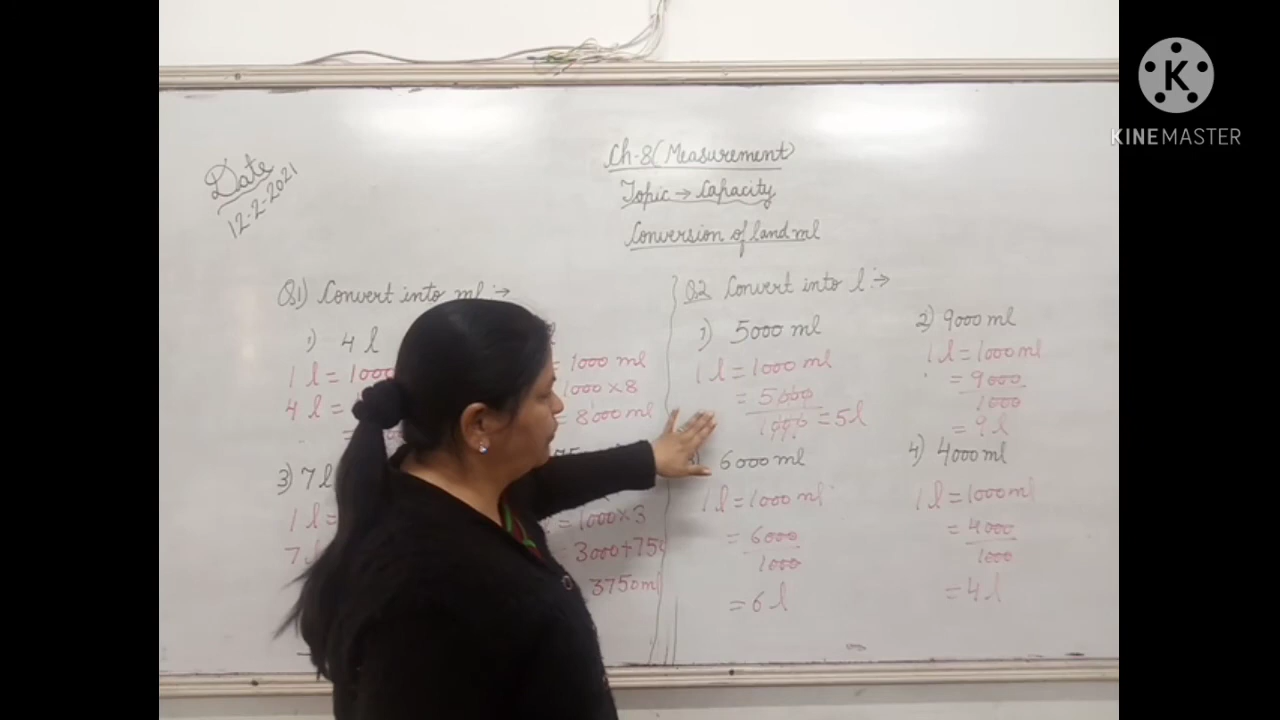 KINEMASTER
Date
12-2-2021
Ch-8 (Measurement)
Topic → Capacity
Conversion of l and ml
Q1) Convert into ml :→
1) 4 l
1 l = 1000
4 l =
l
= 1000 ml
1000 × 8
= 8000 ml
3) 7 l
1 l =
7
l = 1000 × 3
= 3000 + 750
3750 ml
Q.2 Convert into l :→
1) 5000 ml
1 l = 1000 ml
= 5000
1000 = 5 l
2) 9000 ml
1 l = 1000 ml
= 9000
1000
= 9 l
6000 ml
1 l = 1000 ml
= 6000
1000
= 6 l
4) 4000 ml
1 l = 1000 ml
= 4000
1000
= 4 l